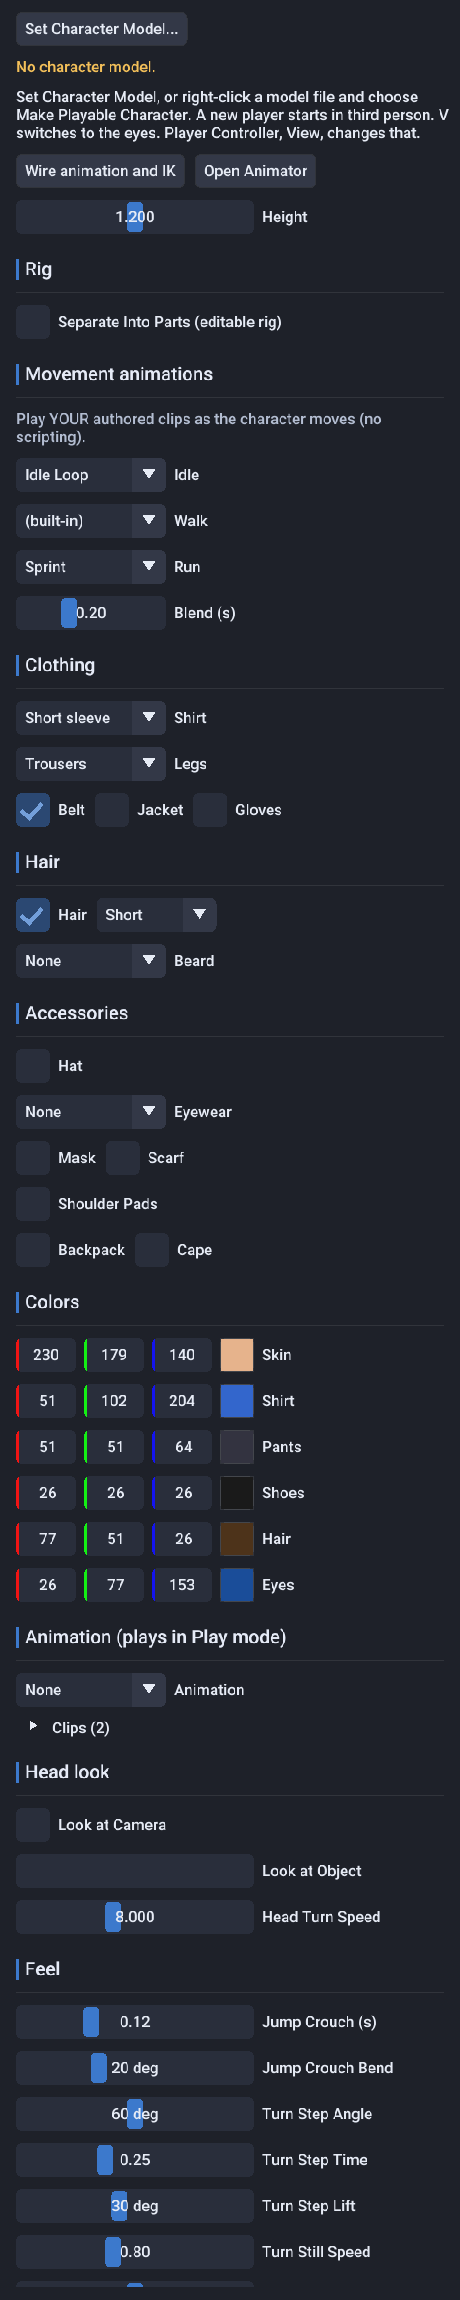 Set Character Model...
No character model.
Set Character Model, or right-click a model file and choose
Make Playable Character. A new player starts in third person. V
switches to the eyes. Player Controller, View, changes that.
Wire animation and IK Open Animator
1.200 Height
Rig
Separate Into Parts (editable rig)
Movement animations
Play YOUR authored clips as the character moves (no
scripting).
Idle Loop Idle
(built-in) Walk
Sprint Run
0.20 Blend (s)
Clothing
Short sleeve Shirt
Trousers Legs
Belt Jacket Gloves
Hair
Hair Short
None Beard
Accessories
Hat
None Eyewear
Mask Scarf
Shoulder Pads
Backpack Cape
Colors
230 179 140 Skin
51 102 204 Shirt
51 51 64 Pants
26 26 26 Shoes
77 51 26 Hair
26 77 153 Eyes
Animation (plays in Play mode)
None Animation
Clips (2)
Head look
Look at Camera
Look at Object
8.000 Head Turn Speed
Feel
0.12 Jump Crouch (s)
20 deg Jump Crouch Bend
60 deg Turn Step Angle
0.25 Turn Step Time
30 deg Turn Step Lift
0.80 Turn Still Speed